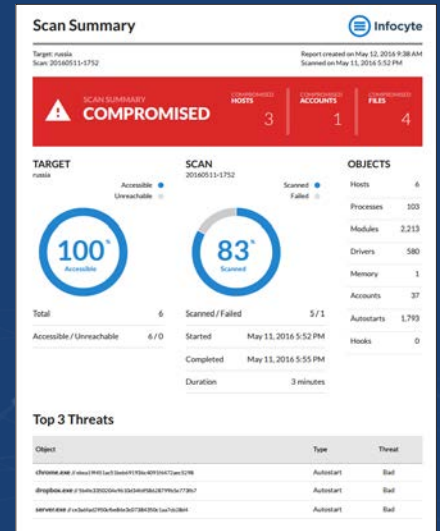 Scan Summary
Infocyte
Target: russia
Scan: 20160511-1752
Report created on May 12, 2016 9:38 AM
Scanned on May 11, 2016 5:52 PM
SCAN SUMMARY
COMPROMISED
COMPROMISED
HOSTS
3
COMPROMISED
ACCOUNTS
1
COMPROMISED
FILES
4
TARGET
russia
Accessible
Unreachable
100%
Accessible
Total 6
Accessible / Unreachable 6 / 0
SCAN
20160511-1752
Scanned
Failed
83%
Scanned
Scanned / Failed 5 / 1
Started May 11, 2016 5:52 PM
Completed May 11, 2016 5:55 PM
Duration 3 minutes
OBJECTS
Hosts 6
Processes 103
Modules 2,213
Drivers 580
Memory 1
Accounts 37
Autostarts 1,793
Hooks 0
Top 3 Threats
Object Type Threat
chrome.exe // Autostart Bad
dropbox.exe // Autostart Bad
server.exe // Autostart Bad